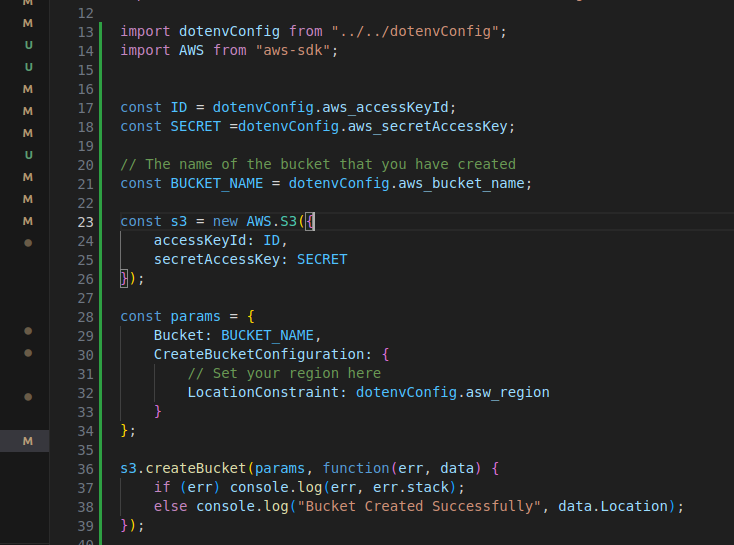 M
M
U
U
M
M
M
U
M
M
M
M
12
13 import dotenvConfig from "../../dotenvConfig";
14 import AWS from "aws-sdk";
15
16
17 const ID = dotenvConfig.aws_accessKeyId;
18 const SECRET =dotenvConfig.aws_secretAccessKey;
19
20 // The name of the bucket that you have created
21 const BUCKET_NAME = dotenvConfig.aws_bucket_name;
22
23 const s3 = new AWS.S3({
24     accessKeyId: ID,
25     secretAccessKey: SECRET
26 });
27
28 const params = {
29     Bucket: BUCKET_NAME,
30     CreateBucketConfiguration: {
31         // Set your region here
32         LocationConstraint: dotenvConfig.asw_region
33     }
34 };
35
36 s3.createBucket(params, function(err, data) {
37     if (err) console.log(err, err.stack);
38     else console.log("Bucket Created Successfully", data.Location);
39 });
40